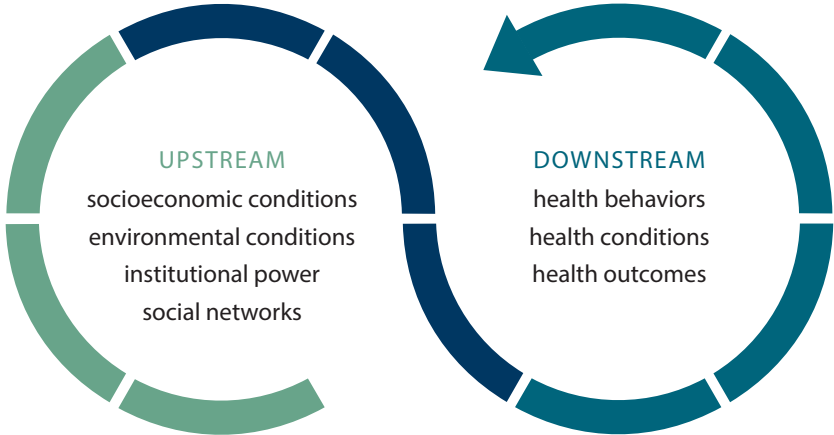 UPSTREAM
socioeconomic conditions
environmental conditions
institutional power
social networks
DOWNSTREAM
health behaviors
health conditions
health outcomes